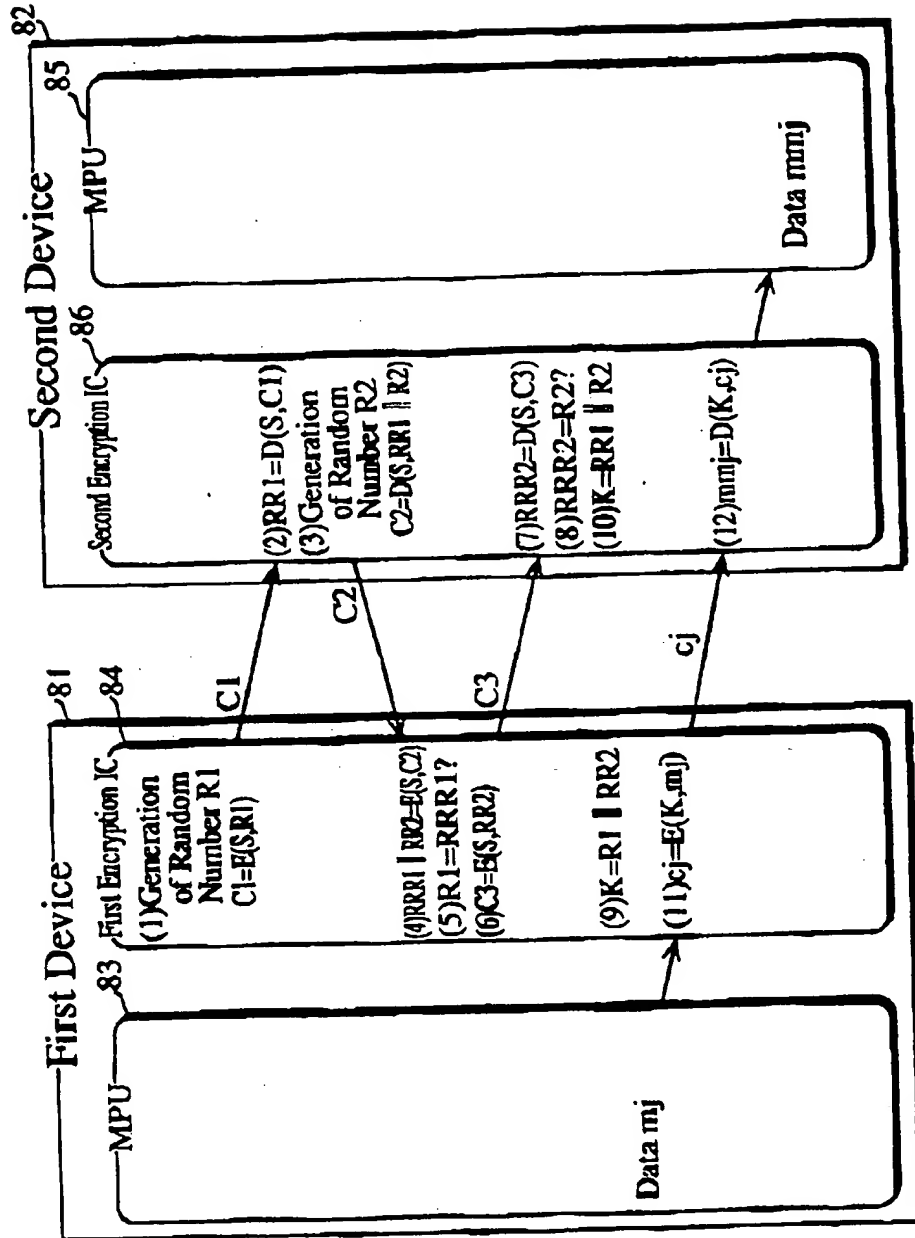 First Device
81
MPU
83
Data mj
First Encryption IC
84
(1)Generation
of Random
Number R1
C1=E(S,R1)
(4)RRR1 || RR2=E(S,C2)
(5)R1=RRR1?
(6)C3=E(S,RR2)
(9)K=R1 || RR2
(11)cj=E(K,mj)
C1
C2
C3
cj
Second Device
82
Second Encryption IC
86
(2)RR1=D(S,C1)
(3)Generation
of Random
Number R2
C2=D(S,RR1 || R2)
(7)RRR2=D(S,C3)
(8)RRR2=R2?
(10)K=RR1 || R2
(12)mmj=D(K,cj)
MPU
85
Data mmj